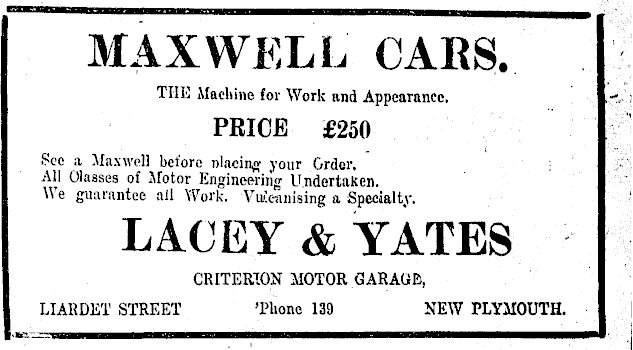 MAXWELL CARS.
THE Machine for Work and Appearance.
PRICE £250
See a Maxwell before placing your Order.
All Classes of Motor Engineering Undertaken.
We guarantee all Work. Vulcanising a Specialty.
LACEY & YATES
CRITERION MOTOR GARAGE,
LIARDET STREET 'Phone 139 NEW PLYMOUTH.